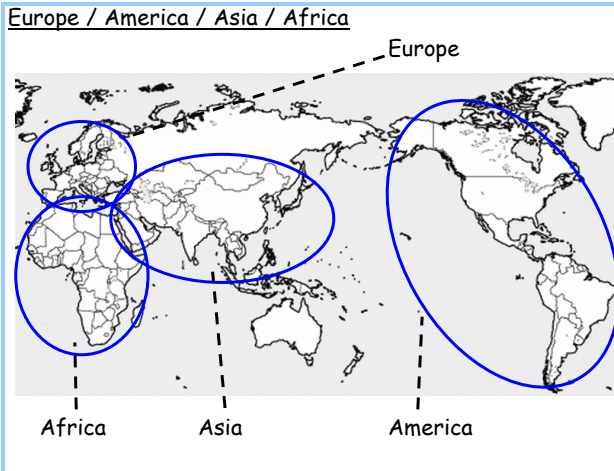 Europe / America / Asia / Africa
Europe
Africa
Asia
America